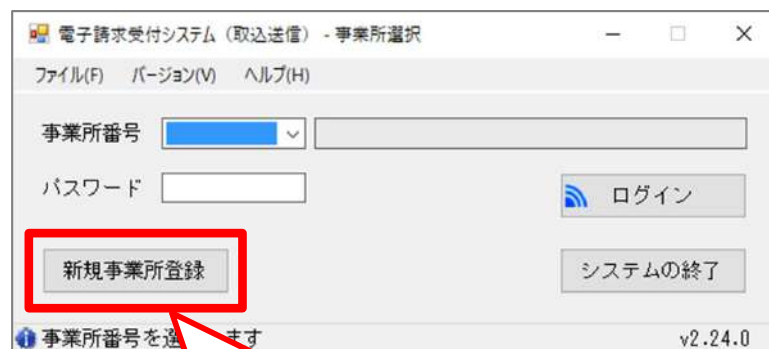 電子請求受付システム（取込送信） - 事業所選択
ファイル(F) バージョン(V) ヘルプ(H)
事業所番号
パスワード
ログイン
新規事業所登録
システムの終了
事業所番号を選 ます
v2.24.0